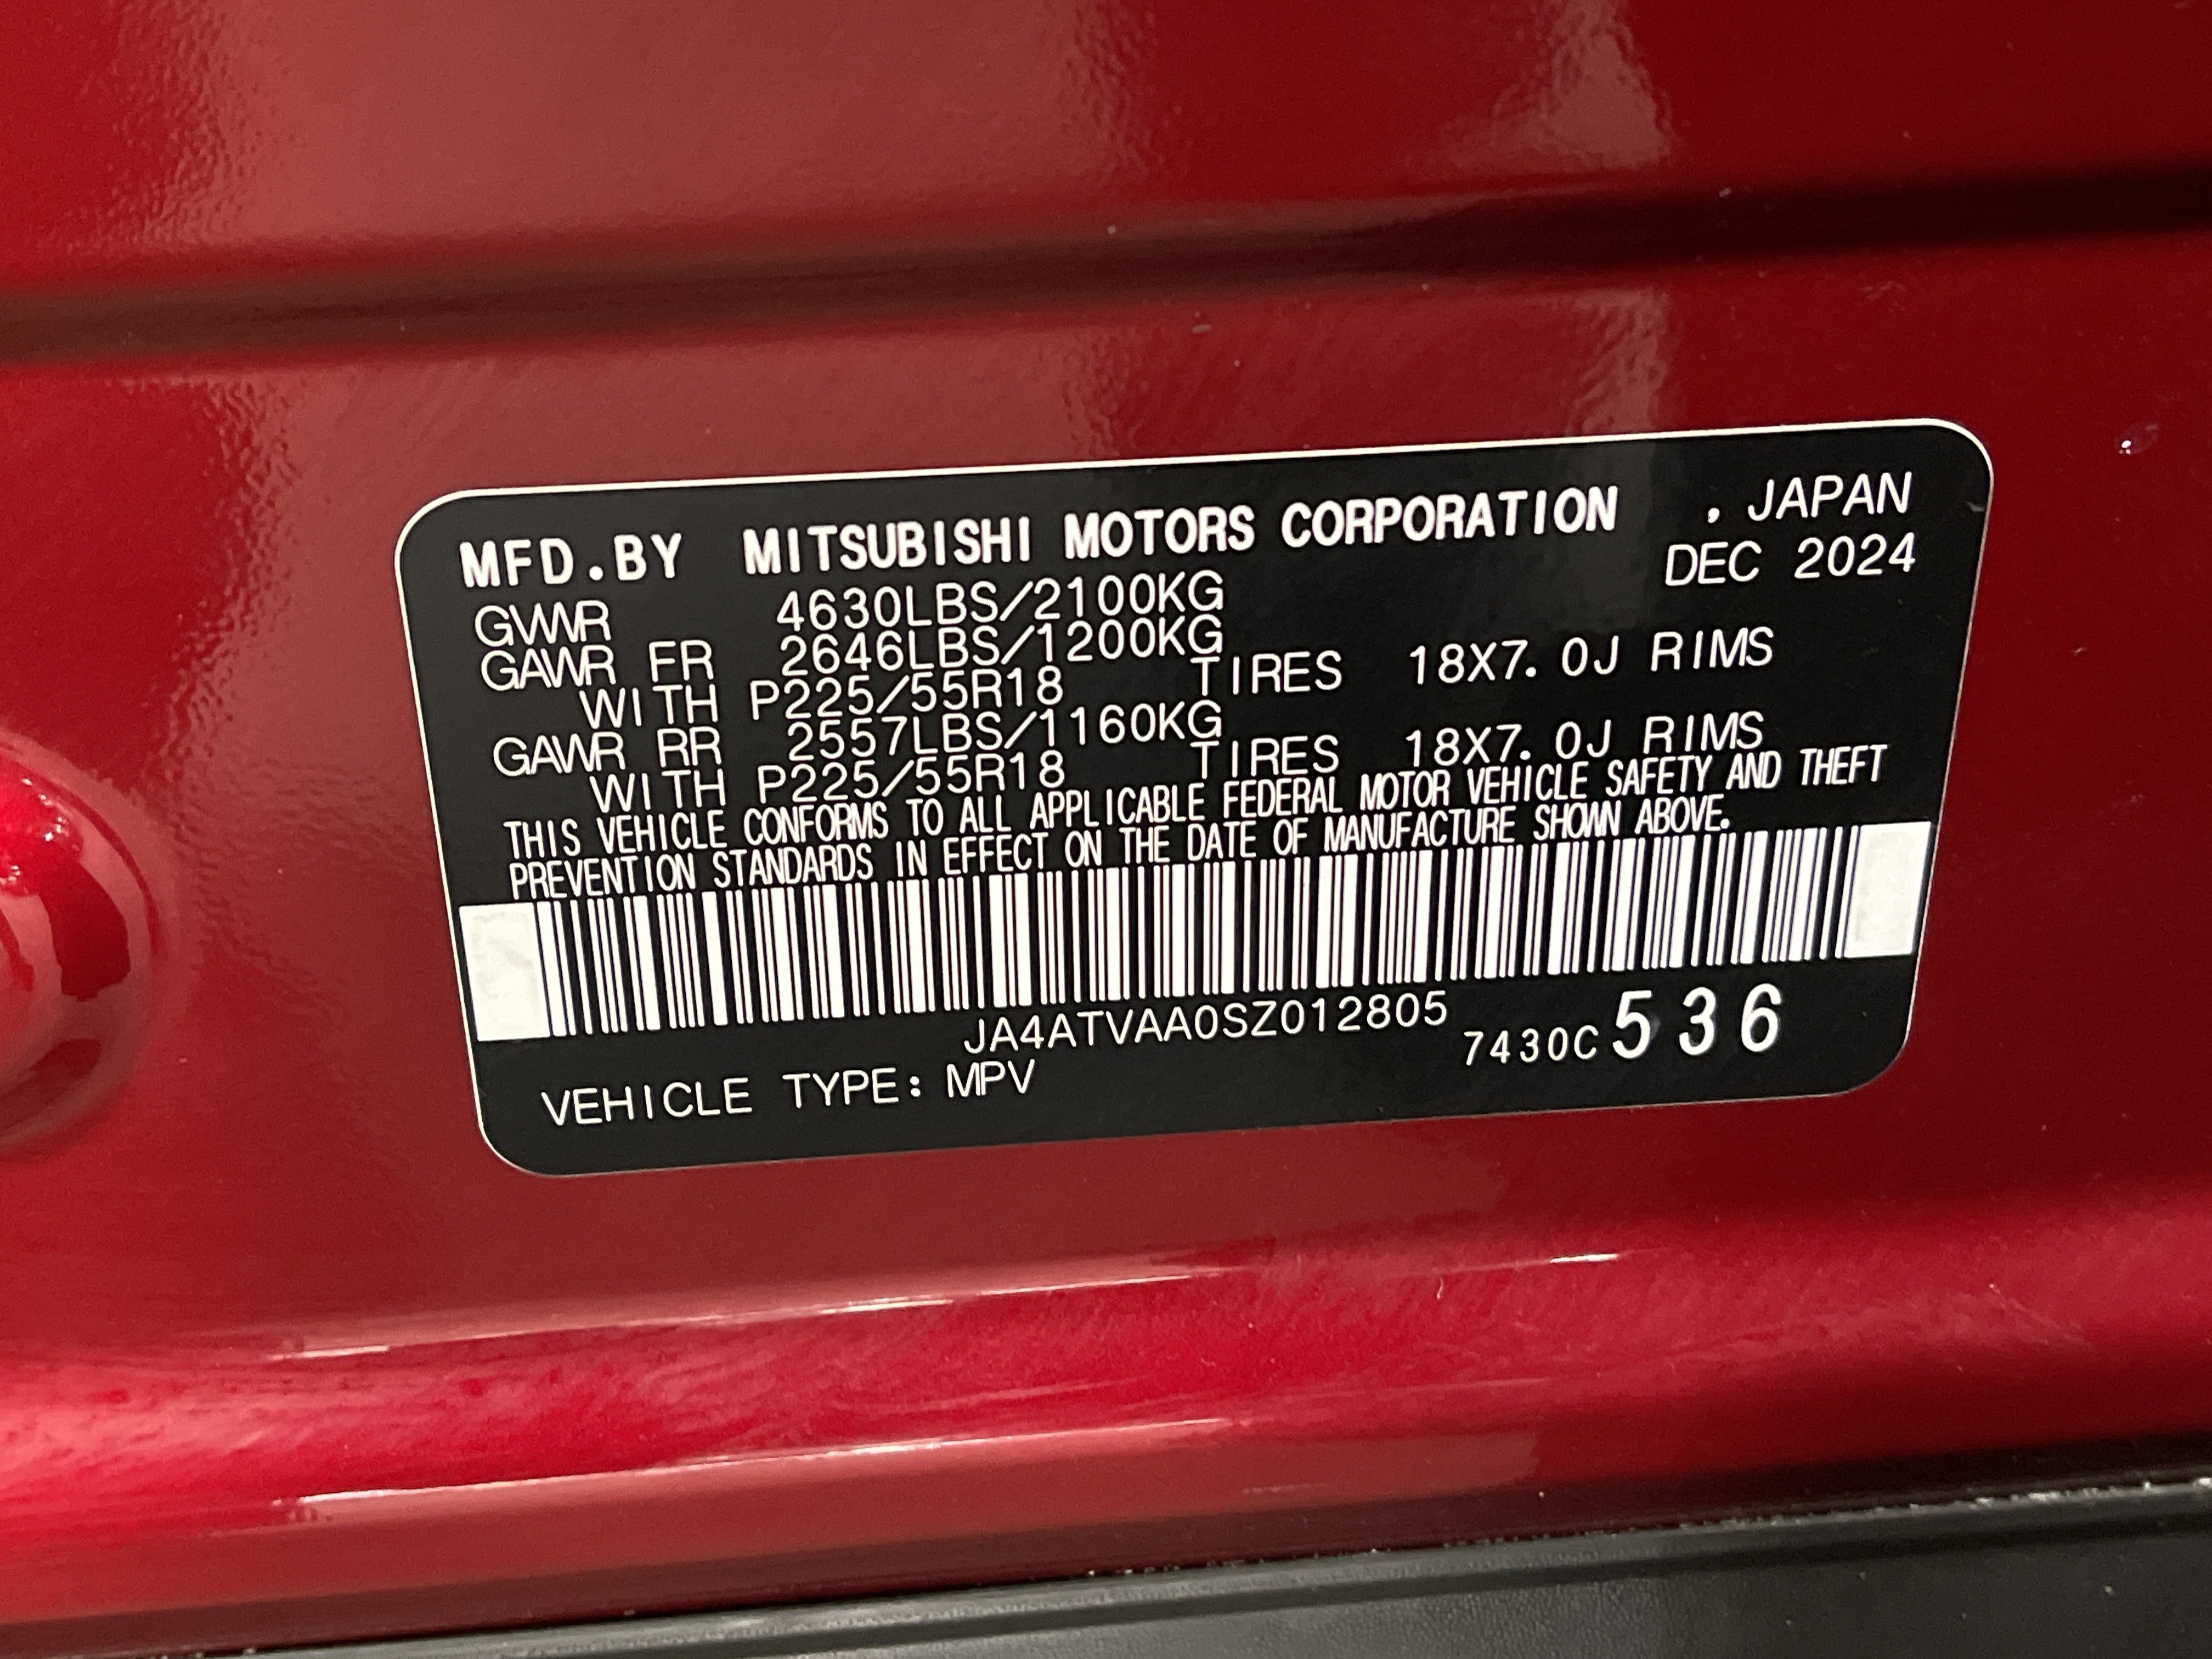 MFD.BY MITSUBISHI MOTORS CORPORATION , JAPAN
DEC 2024
GVWR 4630LBS/2100KG
GAWR FR 2646LBS/1200KG
WITH P225/55R18 TIRES 18X7.0J RIMS
GAWR RR 2557LBS/1160KG
WITH P225/55R18 TIRES 18X7.0J RIMS
THIS VEHICLE CONFORMS TO ALL APPLICABLE FEDERAL MOTOR VEHICLE SAFETY AND THEFT
PREVENTION STANDARDS IN EFFECT ON THE DATE OF MANUFACTURE SHOWN ABOVE.
JA4ATVAA0SZ012805
7430C536
VEHICLE TYPE: MPV